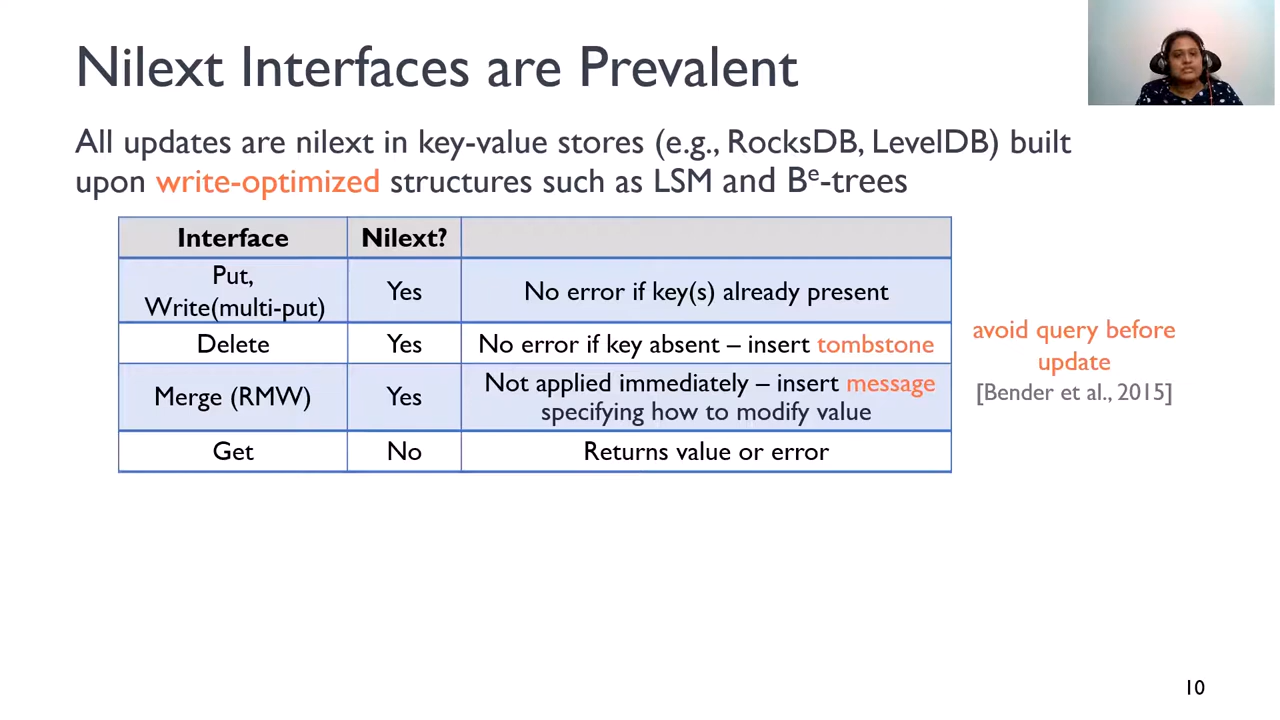 Nilext Interfaces are Prevalent
All updates are nilext in key-value stores (e.g., RocksDB, LevelDB) built
upon write-optimized structures such as LSM and Bᵉ-trees
Interface Nilext?
Put,
Write(multi-put) Yes No error if key(s) already present
Delete Yes No error if key absent – insert tombstone
Merge (RMW) Yes Not applied immediately – insert message
specifying how to modify value
Get No Returns value or error
avoid query before
update
[Bender et al., 2015]
10